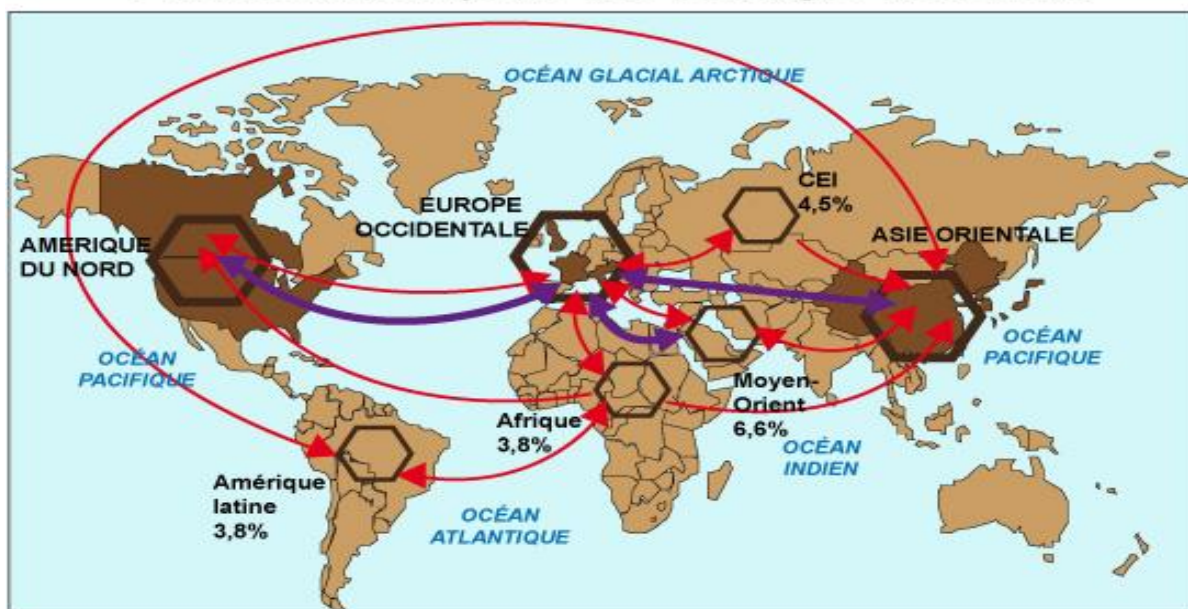 OCÉAN GLACIAL ARCTIQUE
CEI
4,5%
EUROPE
OCCIDENTALE
ASIE ORIENTALE
AMERIQUE
DU NORD
OCÉAN
PACIFIQUE
OCÉAN
PACIFIQUE
Moyen-
Orient
6,6%
Afrique
3,8%
OCÉAN
INDIEN
Amérique
latine
3,8%
OCÉAN
ATLANTIQUE